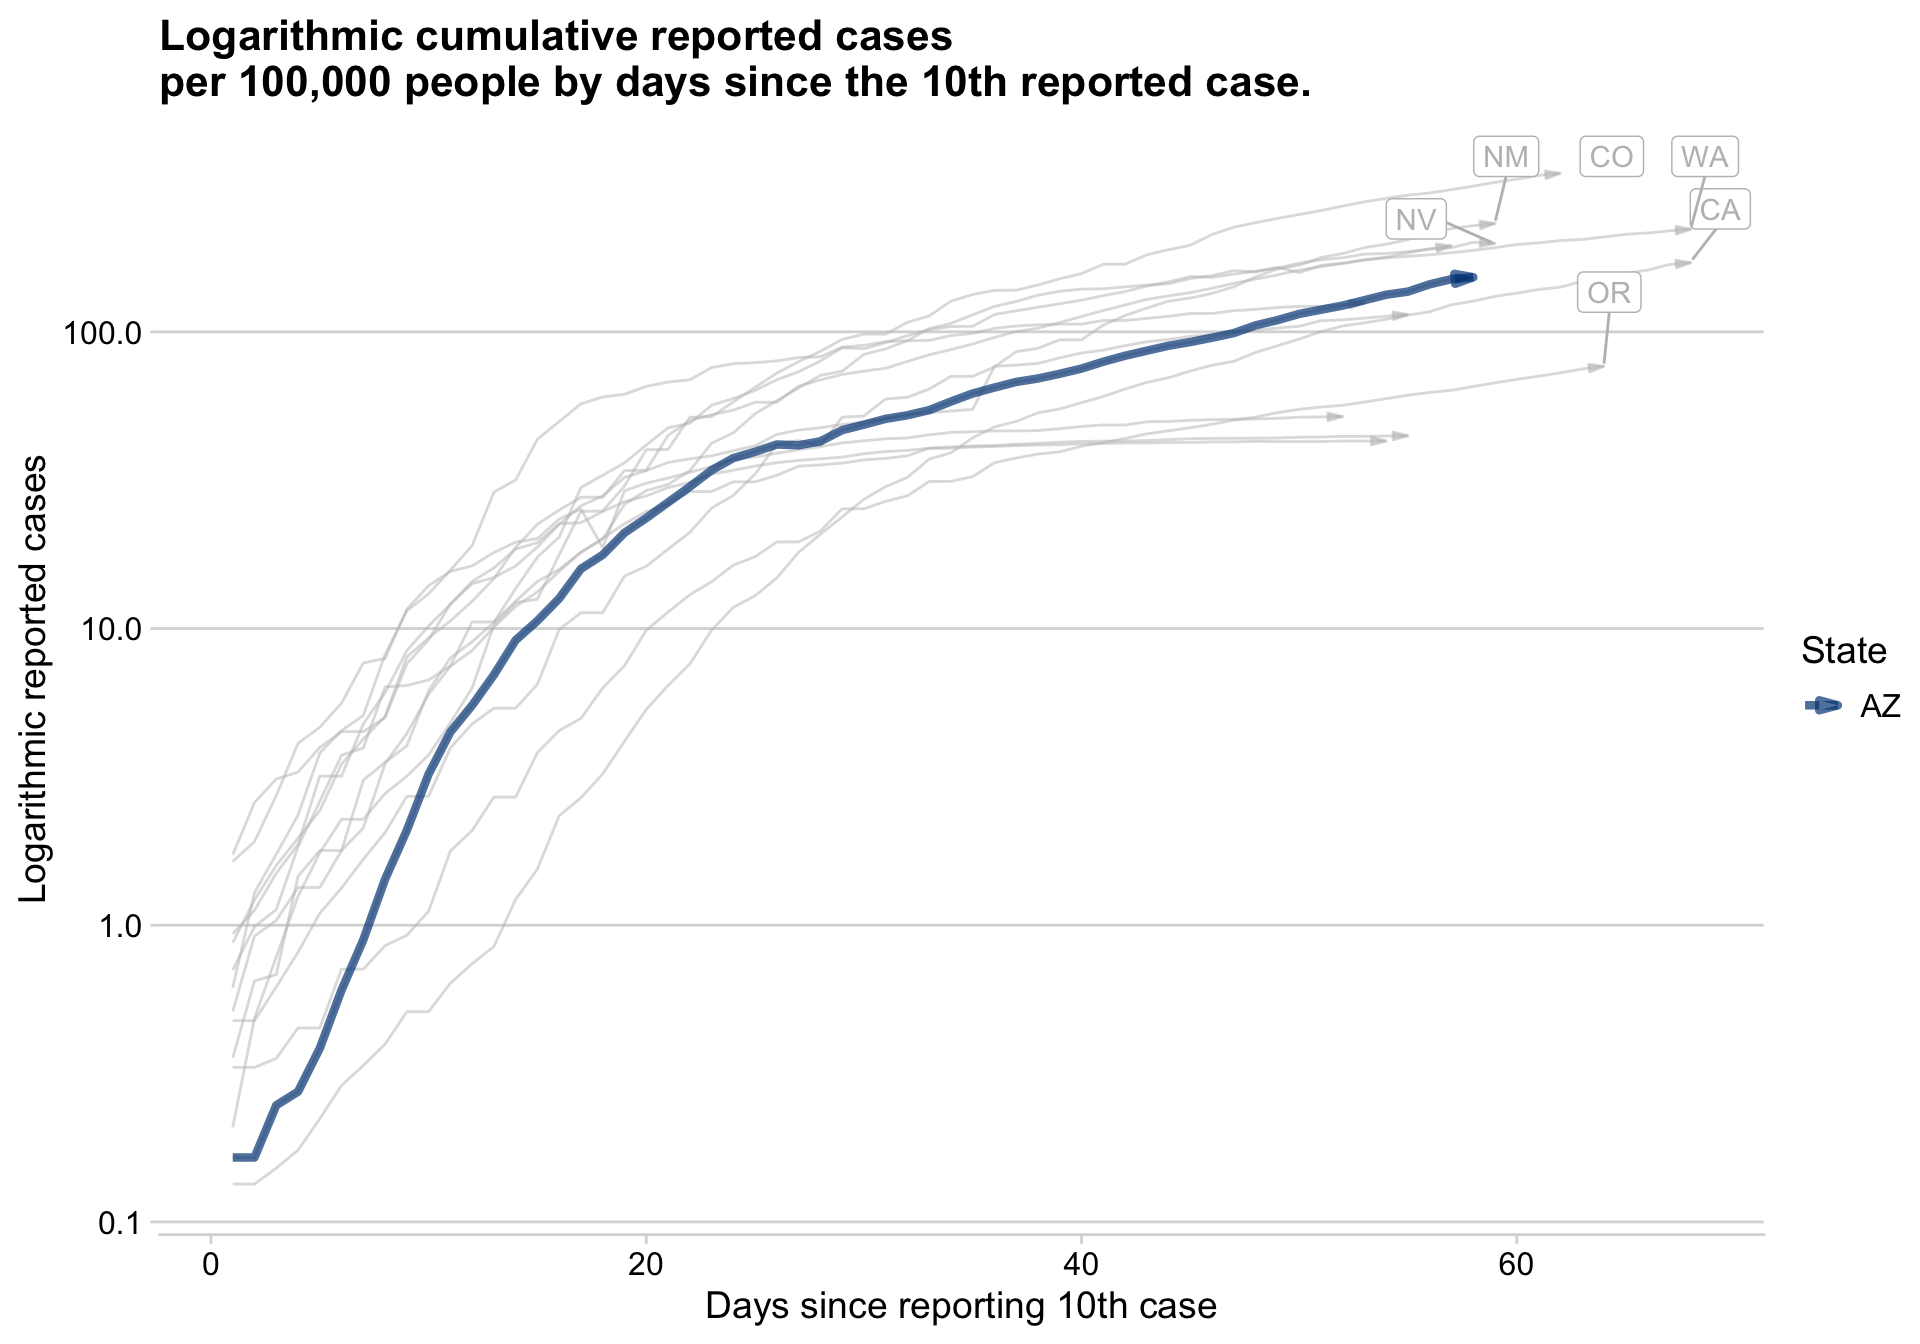 Logarithmic cumulative reported cases
per 100,000 people by days since the 10th reported case.
NM
CO
WA
NV
CA
OR
100.0
10.0
1.0
0.1
Logarithmic reported cases
State
AZ
0
20
40
60
Days since reporting 10th case